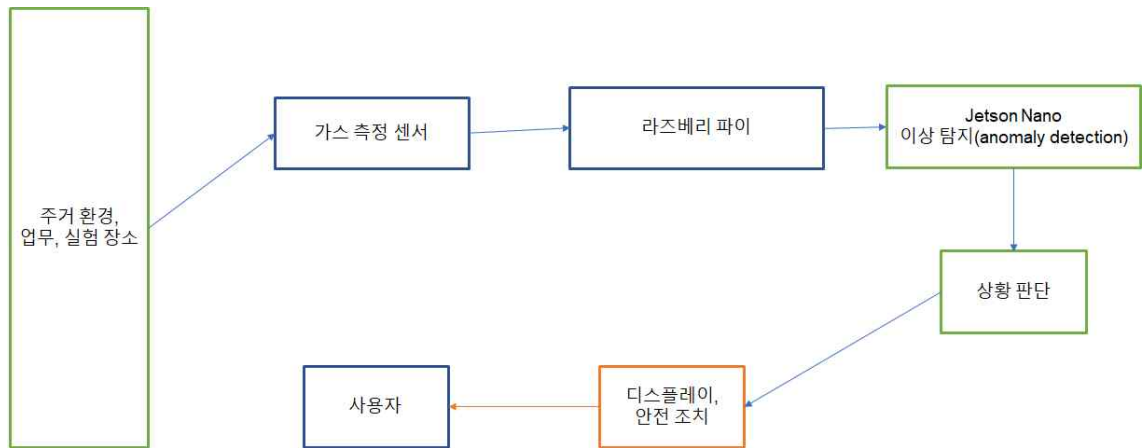 주거 환경,
업무, 실험 장소
가스 측정 센서
라즈베리 파이
Jetson Nano
이상 탐지(anomaly detection)
상황 판단
디스플레이,
안전 조치
사용자